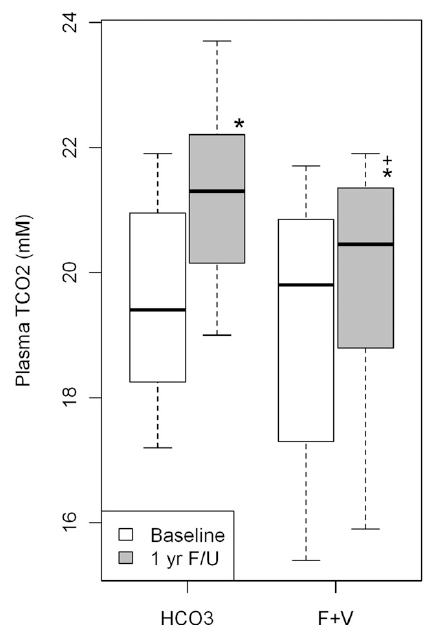 24
22
20
18
16
Plasma TCO2 (mM)
*
+
*
Baseline
1 yr F/U
HCO3
F+V